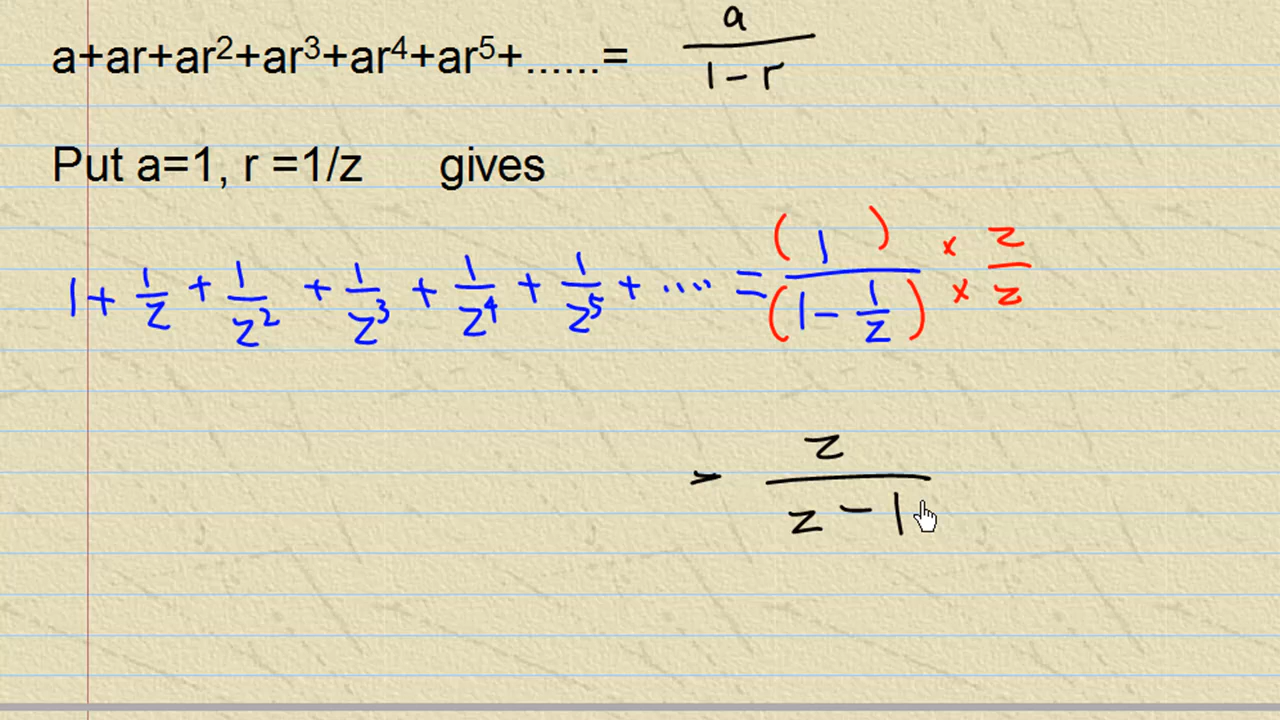 a+ar+ar²+ar³+ar⁴+ar⁵+......= a/(1-r)
Put a=1, r =1/z gives
1+ 1/z + 1/z² + 1/z³ + 1/z⁴ + 1/z⁵ + .... = (1)/(1 - 1/z) × z/× z
= z/(z-1)